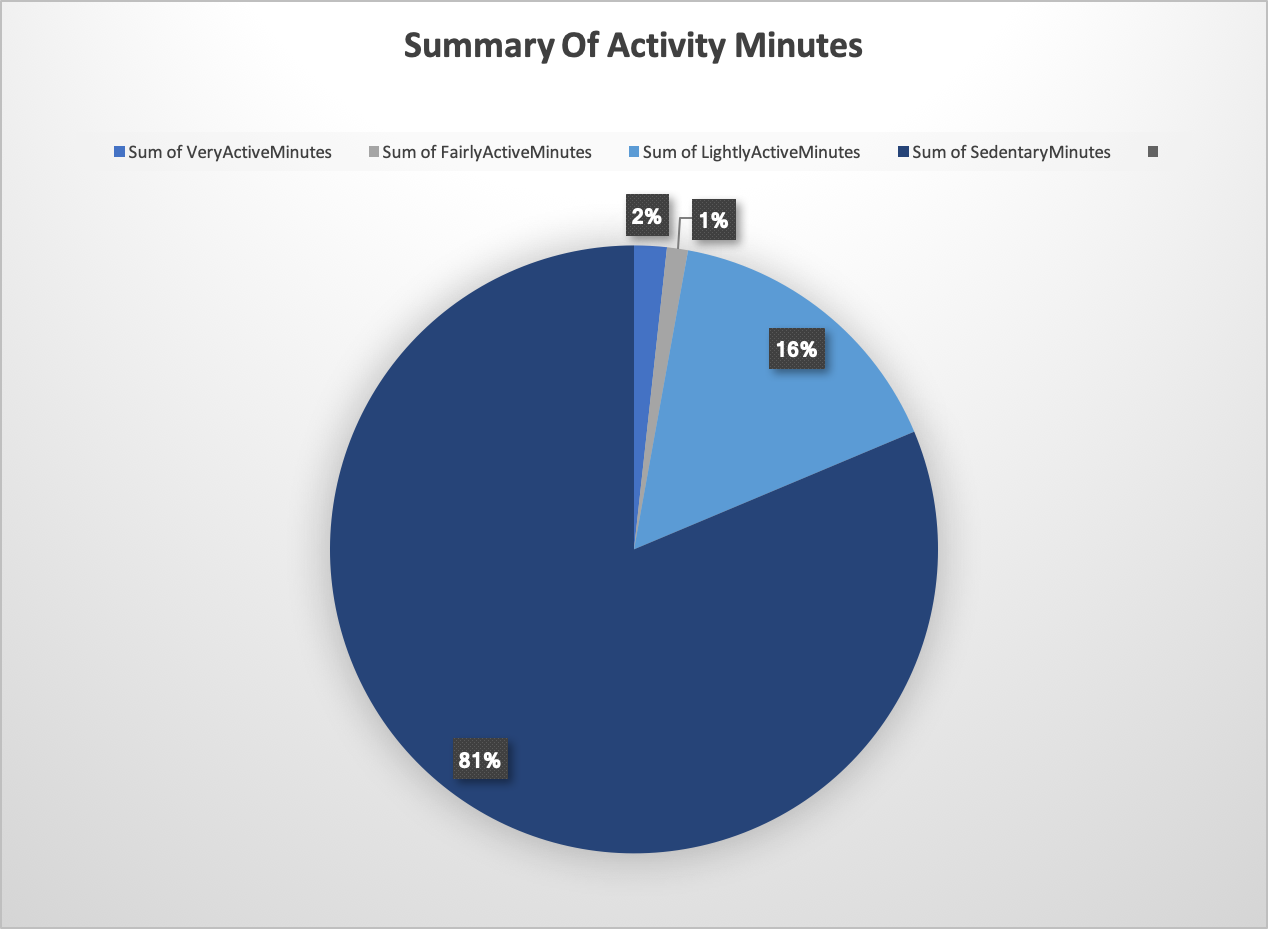 Summary Of Activity Minutes
Sum of VeryActiveMinutes Sum of FairlyActiveMinutes Sum of LightlyActiveMinutes Sum of SedentaryMinutes
2% 1%
16%
81%